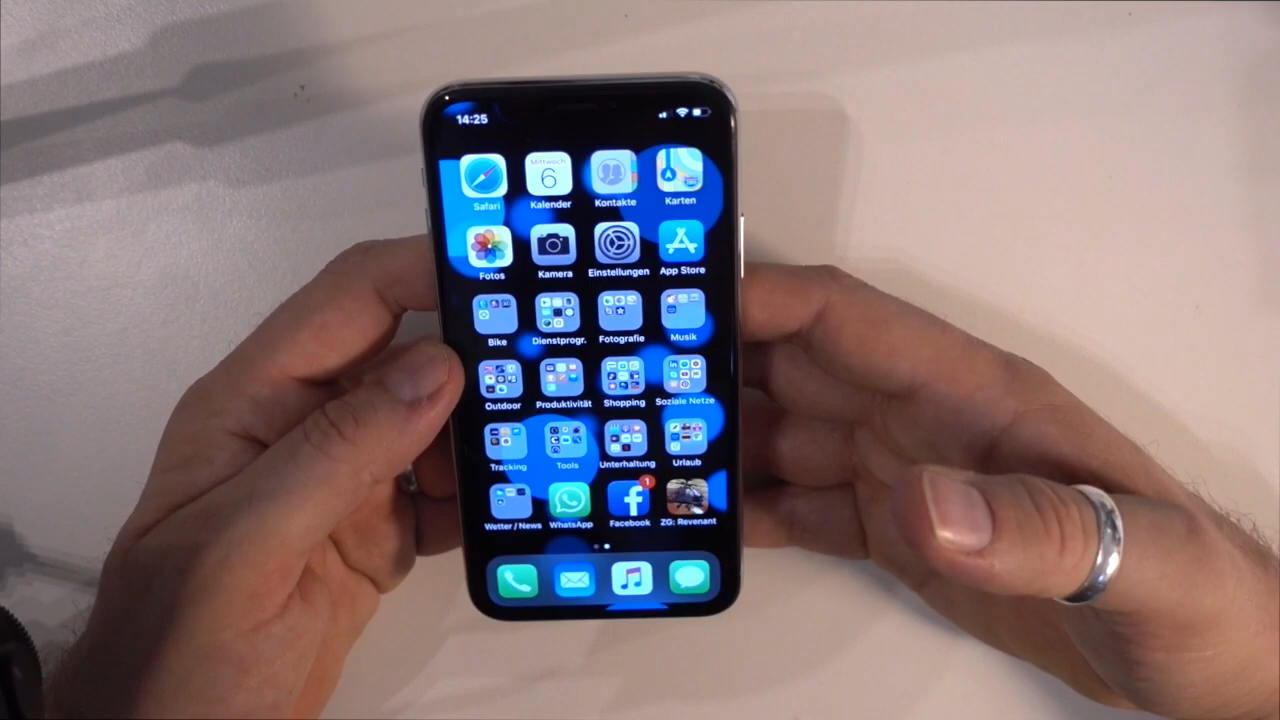 14:25
Mittwoch
6
Safari Kalender Kontakte Karten
Fotos Kamera Einstellungen App Store
Bike Dienstprogr. Fotografie Musik
Outdoor Produktivität Shopping Soziale Netze
Tracking Tools Unterhaltung Urlaub
1
Wetter / News WhatsApp Facebook ZG: Revenant